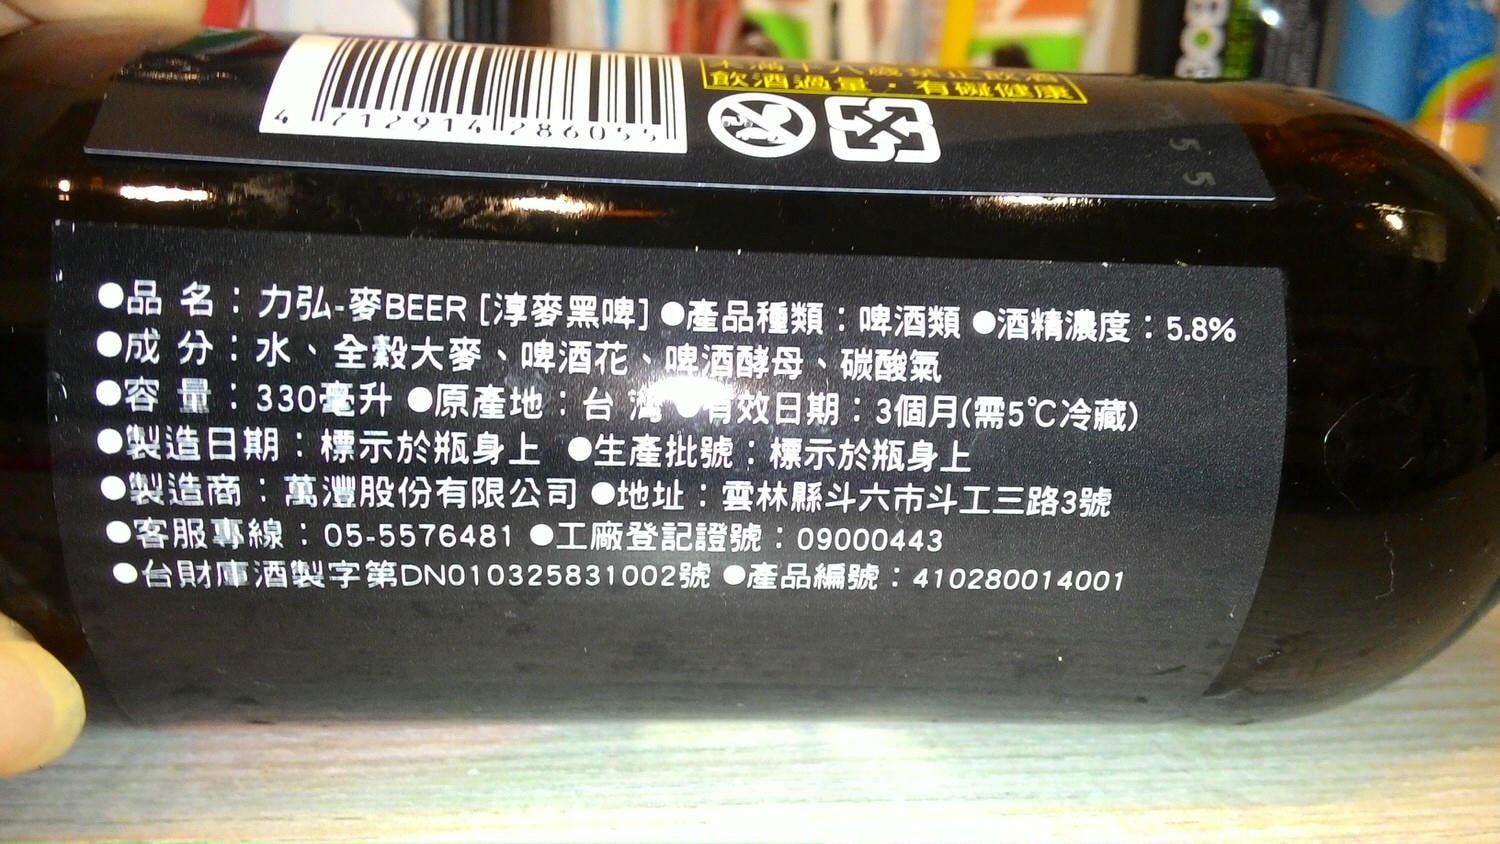 未滿十八歲禁止飲酒
飲酒過量，有礙健康
4 712914 286055
●品 名：力弘-麥BEER [淳麥黑啤] ●產品種類：啤酒類 ●酒精濃度：5.8%
●成 分：水、全穀大麥、啤酒花、啤酒酵母、碳酸氣
●容 量：330毫升 ●原產地：台 灣 ●有效日期：3個月(需5℃冷藏)
●製造日期：標示於瓶身上 ●生產批號：標示於瓶身上
●製造商：萬灃股份有限公司 ●地址：雲林縣斗六市斗工三路3號
●客服專線：05-5576481 ●工廠登記證號：09000443
●台財庫酒製字第DN010325831002號 ●產品編號：410280014001